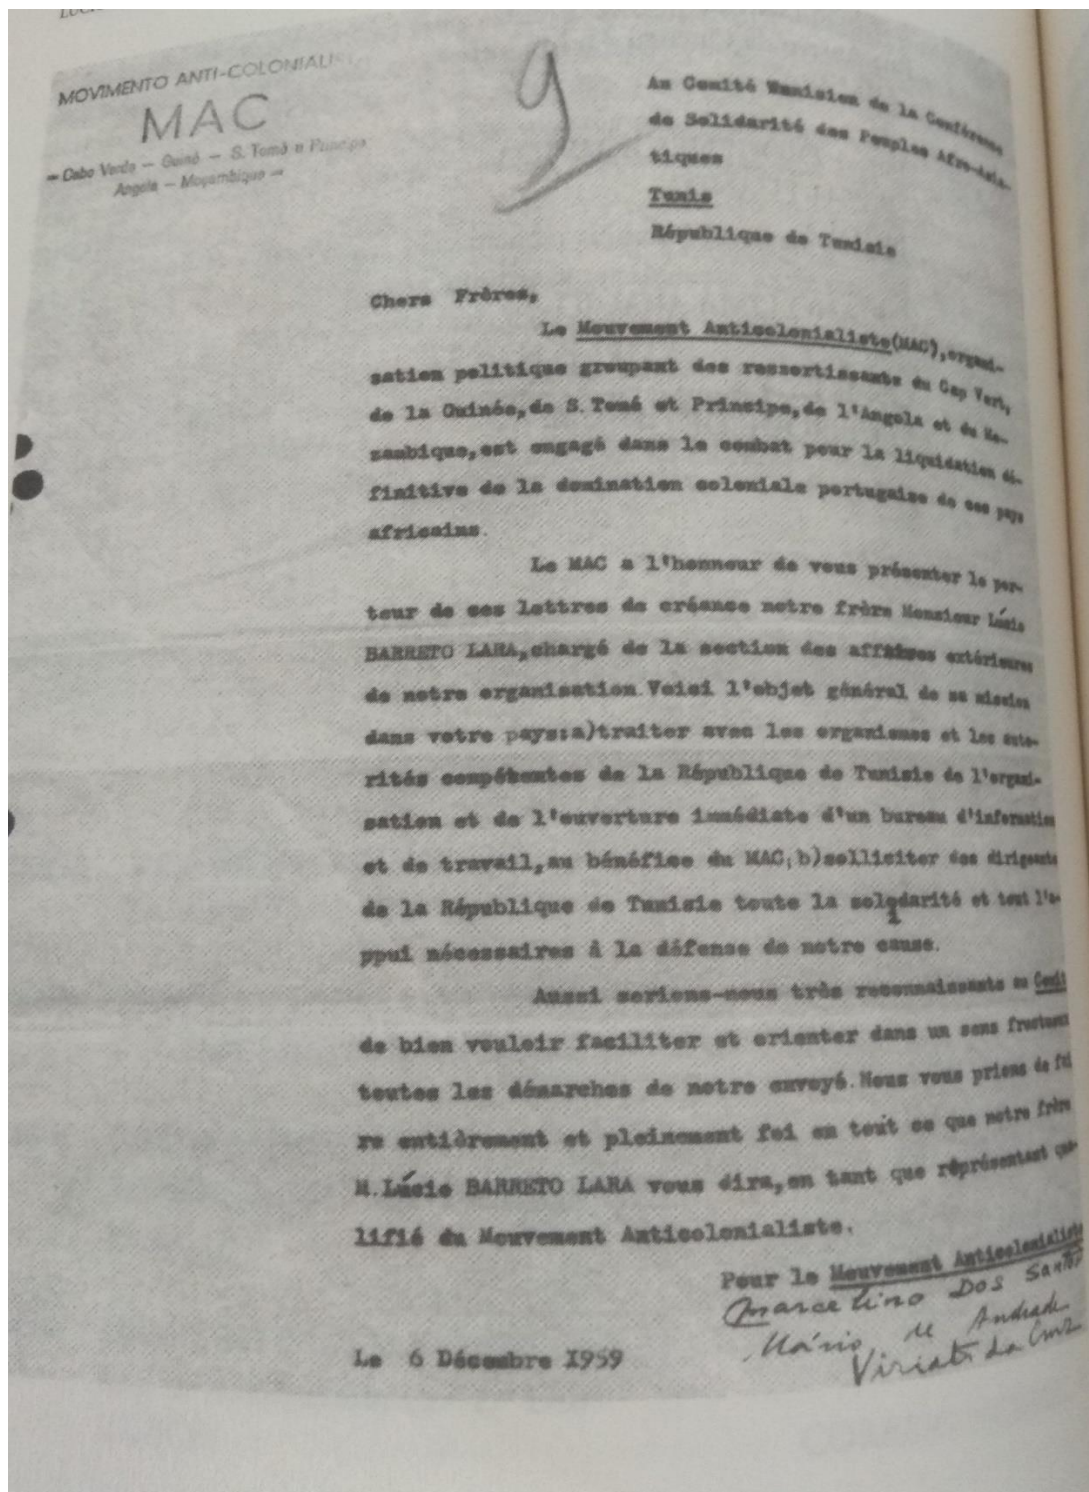 MOVIMENTO ANTI-COLONIALI
MAC
— Cabo Verde — Guiné — S. Tomé e Principe
Angola — Moçambique —
9
Au Comité Tunisien de la Conférence
de Solidarité des Peuples Afro-Asia-
tiques
Tunis
République de Tunisie
Chers Frères,
Le Mouvement Anticolonialiste(MAC),organi-
sation politique groupant des ressortissants du Cap Vert,
de la Guinée,de S.Tomé et Principe,de l'Angola et du Mo-
zambique,est engagé dans le combat pour la liquidation dé-
finitive de la domination coloniale portugaise de ces pays
africains.
Le MAC a l'honneur de vous présenter le por-
teur de ces lettres de créance notre frère Monsieur Lúcio
BARRETO LARA,chargé de la section des affaires extérieures
de notre organisation.Voici l'objet général de sa mission
dans votre pays:a)traiter avec les organismes et les auto-
rités compétentes de la République de Tunisie de l'organi-
sation et de l'ouverture immédiate d'un bureau d'information
et de travail,au bénéfice du MAC;b)solliciter des dirigeants
de la République de Tunisie toute la solidarité et tout l'a-
ppui nécessaires à la défense de notre cause.
Aussi serions-nous très reconnaissants au Comité
de bien vouloir faciliter et orienter dans un sens fructueux
toutes les démarches de notre envoyé.Nous vous prions de fai
re entièrement et pleinement foi en tout ce que notre frère
M.Lúcio BARRETO LARA vous dira,en tant que réprésentant qua-
lifié du Mouvement Anticolonialiste.
Pour le Mouvement Anticolonialiste
Marcelino Dos Santos
Mário de Andrade
Viriato da Cruz
Le 6 Décembre 1959